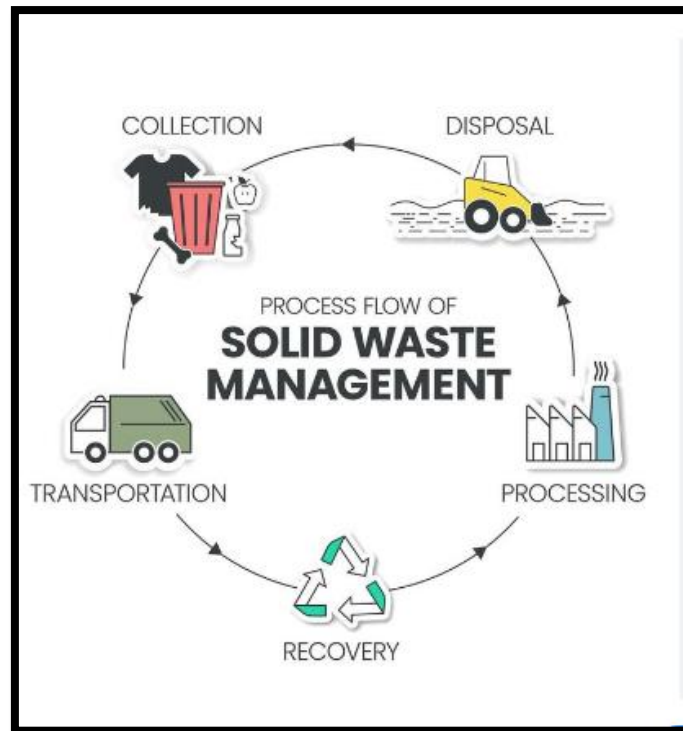 COLLECTION
DISPOSAL
PROCESS FLOW OF
SOLID WASTE
MANAGEMENT
TRANSPORTATION
PROCESSING
RECOVERY